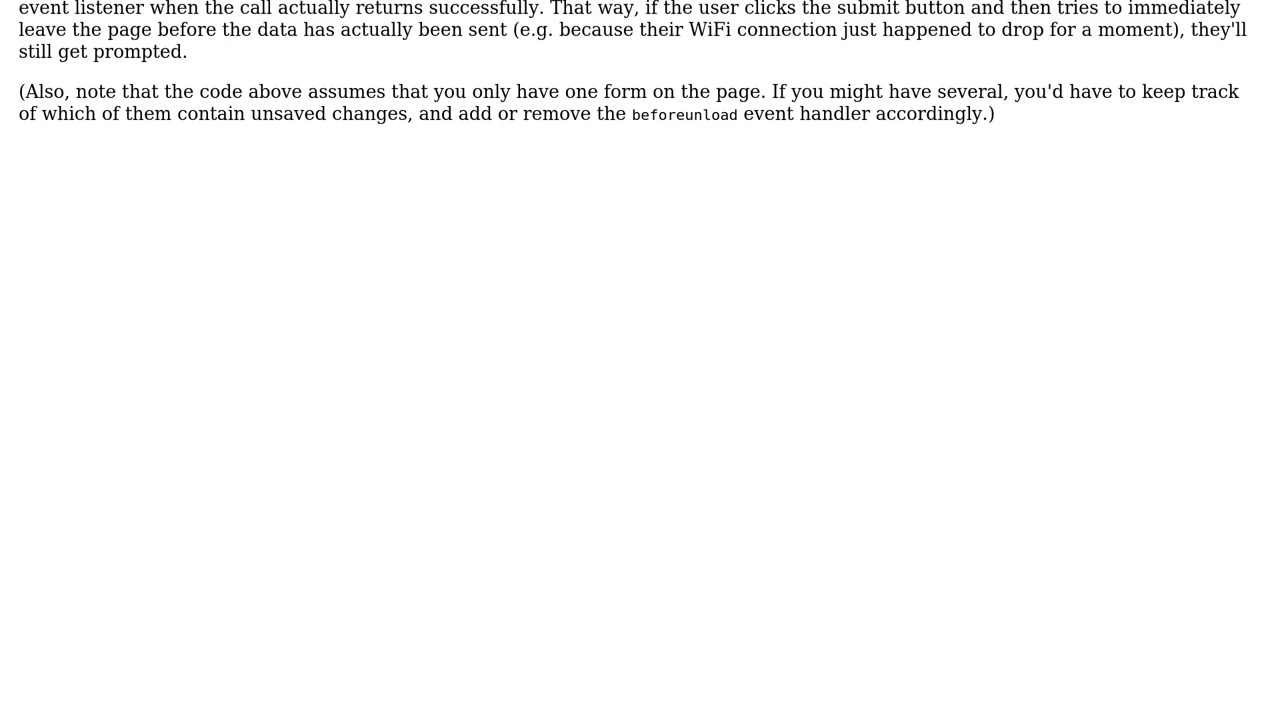 event listener when the call actually returns successfully. That way, if the user clicks the submit button and then tries to immediately
leave the page before the data has actually been sent (e.g. because their WiFi connection just happened to drop for a moment), they'll
still get prompted.
(Also, note that the code above assumes that you only have one form on the page. If you might have several, you'd have to keep track
of which of them contain unsaved changes, and add or remove the beforeunload event handler accordingly.)